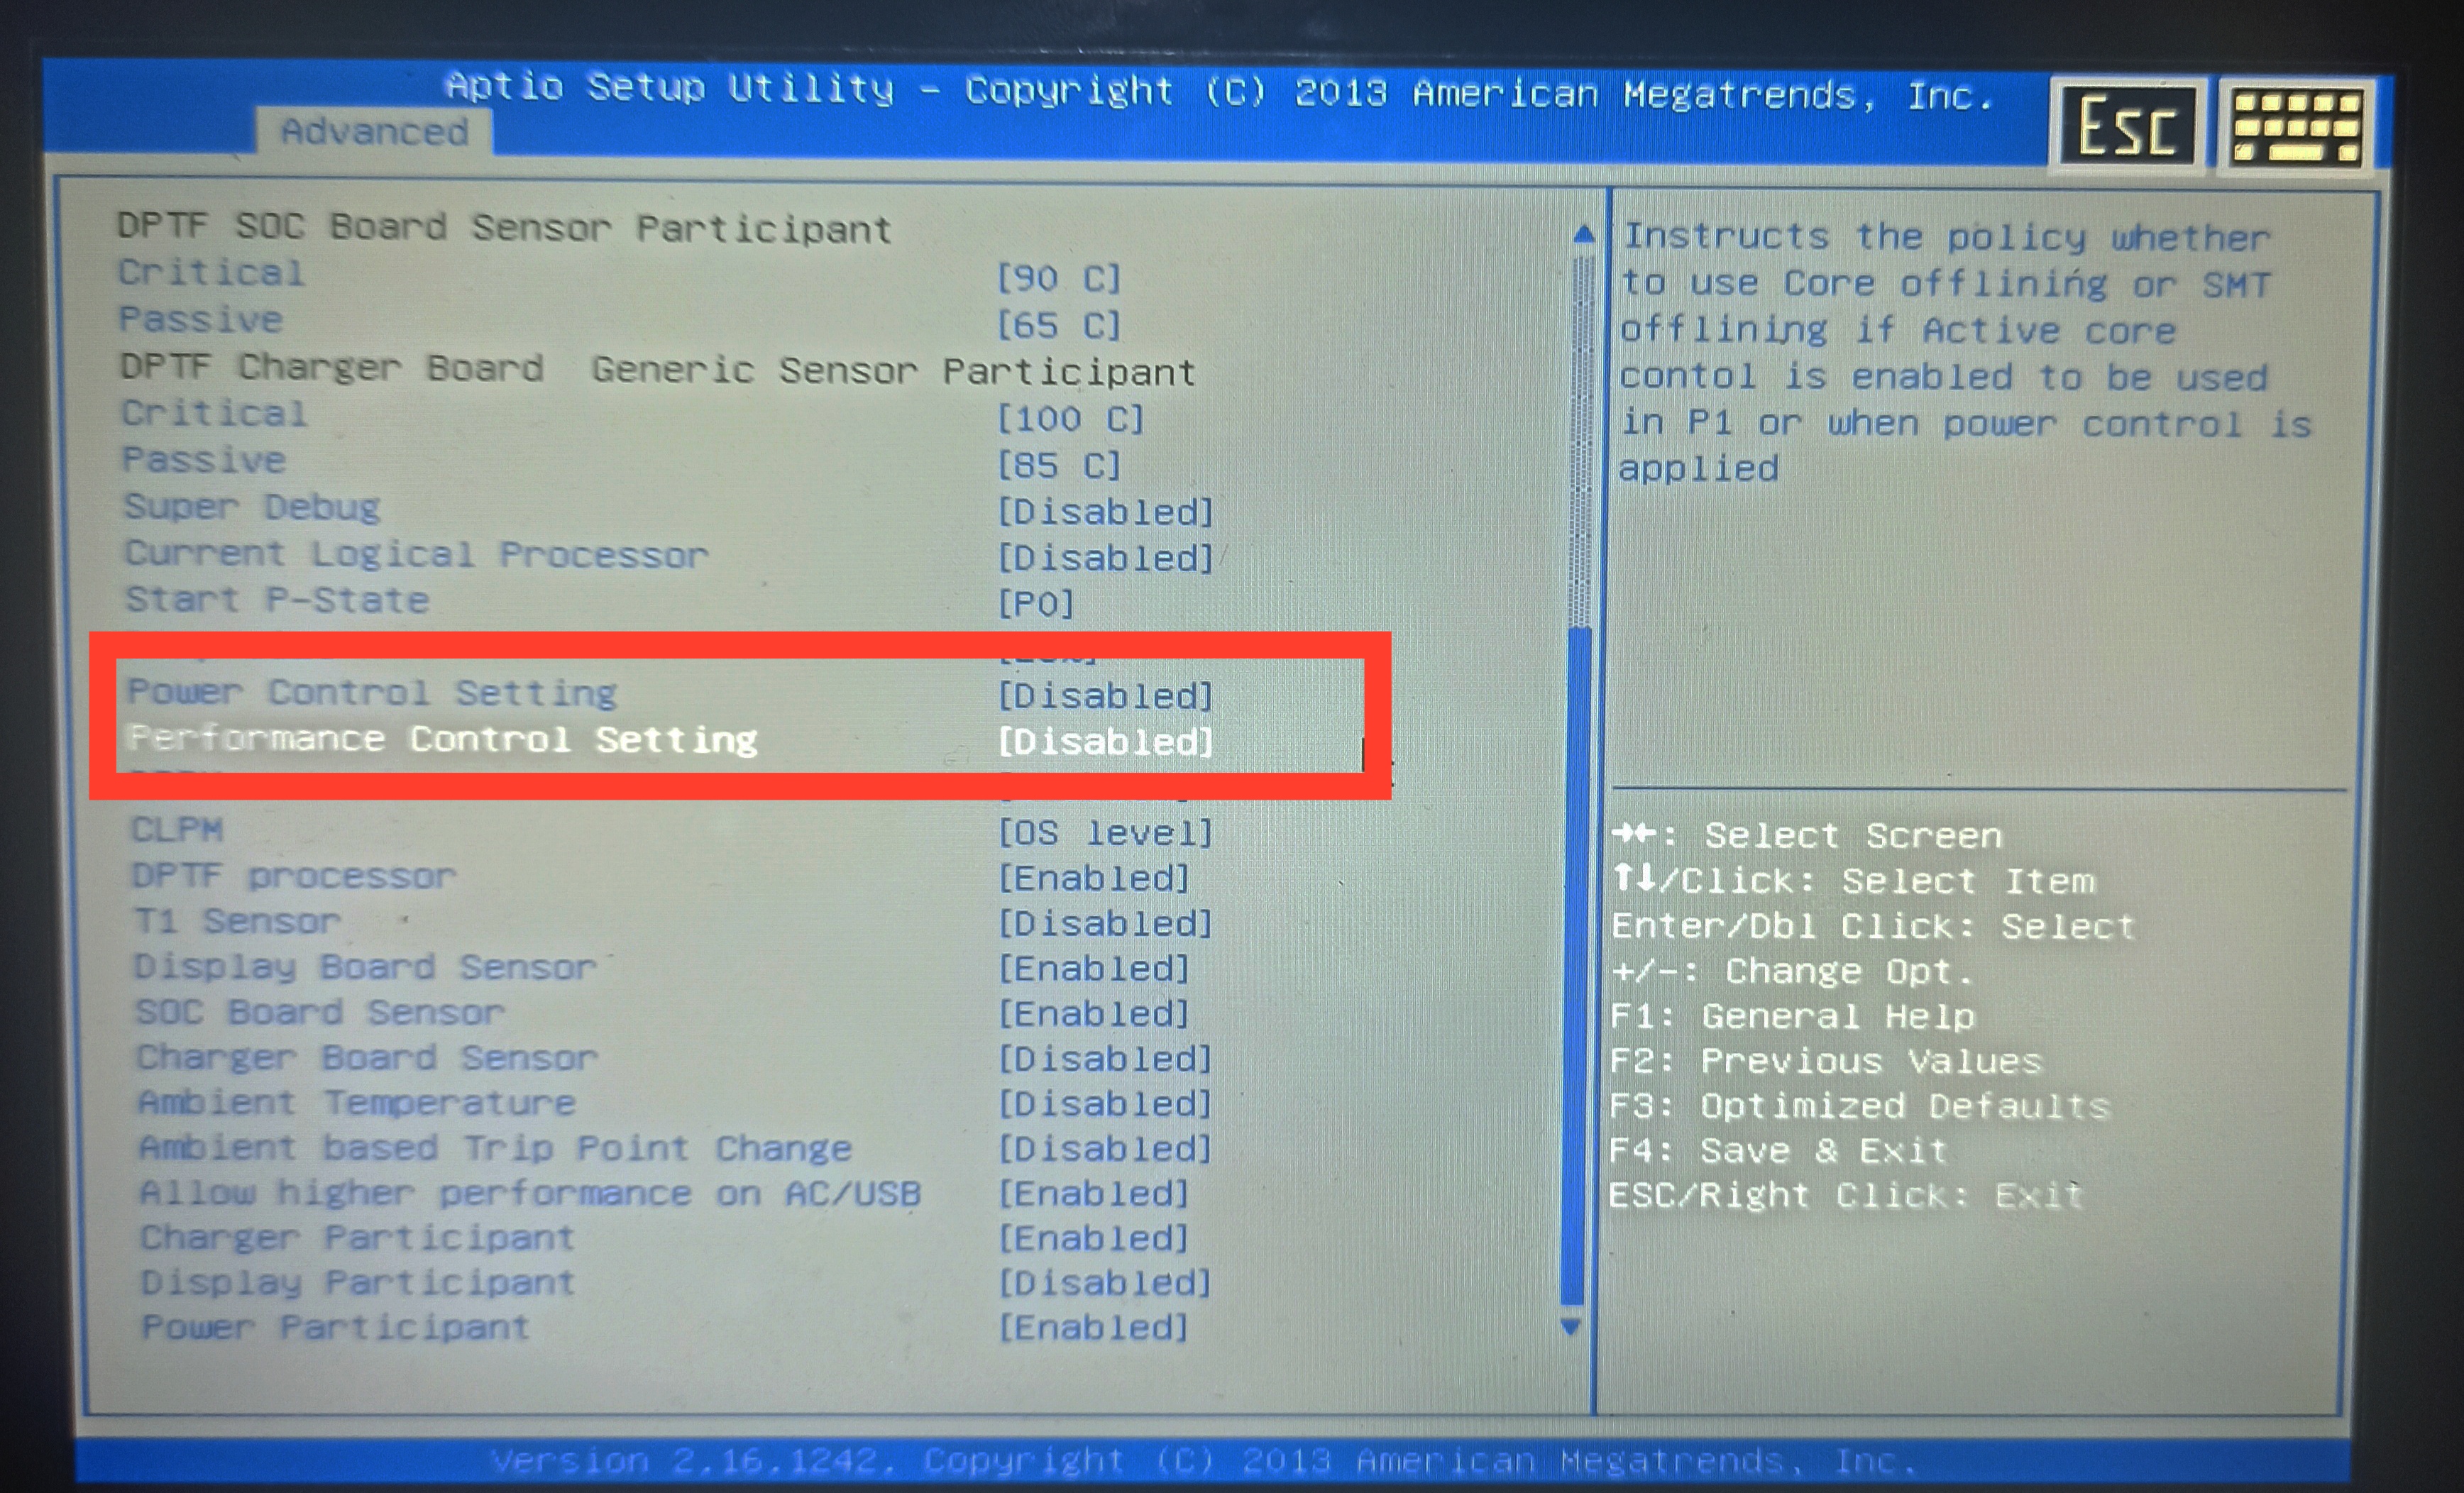 Aptio Setup Utility - Copyright (C) 2013 American Megatrends, Inc.
Esc
Advanced
DPTF SOC Board Sensor Participant
Critical [90 C]
Passive [65 C]
DPTF Charger Board Generic Sensor Participant
Critical [100 C]
Passive [85 C]
Super Debug [Disabled]
Current Logical Processor [Disabled]
Start P-State [P0]
Power Control Setting [Disabled]
Performance Control Setting [Disabled]
CLPM [OS level]
DPTF processor [Enabled]
T1 Sensor [Disabled]
Display Board Sensor [Enabled]
SOC Board Sensor [Enabled]
Charger Board Sensor [Disabled]
Ambient Temperature [Disabled]
Ambient based Trip Point Change [Disabled]
Allow higher performance on AC/USB [Enabled]
Charger Participant [Enabled]
Display Participant [Disabled]
Power Participant [Enabled]
Instructs the policy whether
to use Core offlining or SMT
offlining if Active core
contol is enabled to be used
in P1 or when power control is
applied
→←: Select Screen
↑↓/Click: Select Item
Enter/Dbl Click: Select
+/-: Change Opt.
F1: General Help
F2: Previous Values
F3: Optimized Defaults
F4: Save & Exit
ESC/Right Click: Exit
Version 2.16.1242. Copyright (C) 2013 American Megatrends, Inc.